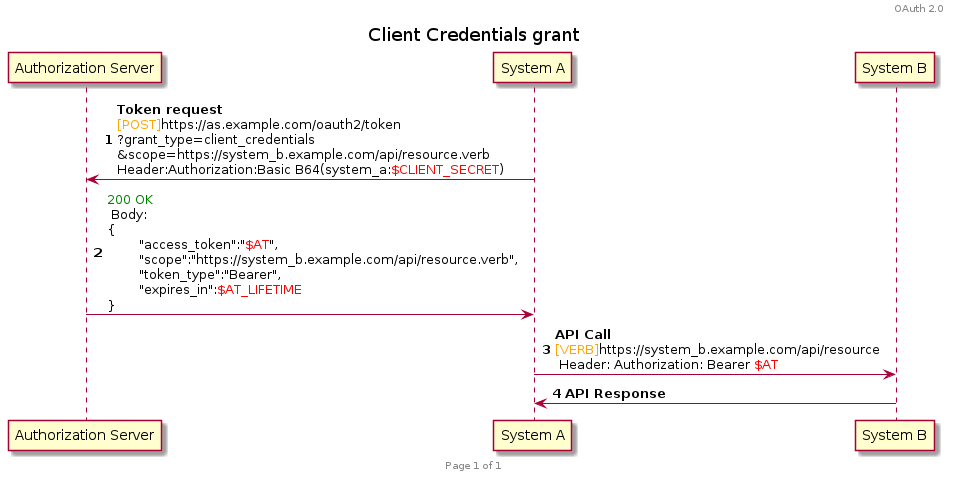 OAuth 2.0
Client Credentials grant
Authorization Server
System A
System B
Token request
[POST]https://as.example.com/oauth2/token
1 ?grant_type=client_credentials
&scope=https://system_b.example.com/api/resource.verb
Header:Authorization:Basic B64(system_a:$CLIENT_SECRET)
200 OK
Body:
{
"access_token":"$AT",
2 "scope":"https://system_b.example.com/api/resource.verb",
"token_type":"Bearer",
"expires_in":$AT_LIFETIME
}
API Call
3 [VERB]https://system_b.example.com/api/resource
Header: Authorization: Bearer $AT
4 API Response
Authorization Server
System A
System B
Page 1 of 1